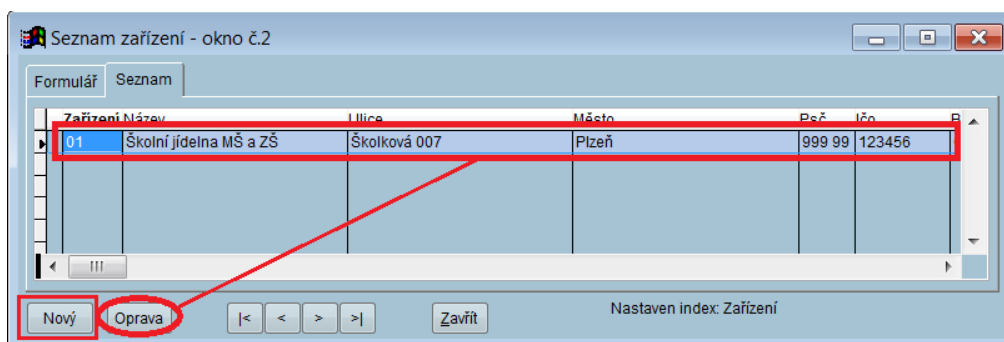 Seznam zařízení - okno č.2
Formulář Seznam
Zařízení Název Ulice Město Psč Ičo
01 Školní jídelna MŠ a ZŠ Školková 007 Plzeň 999 99 123456
Nový Oprava |< < > >| Zavřít Nastaven index: Zařízení